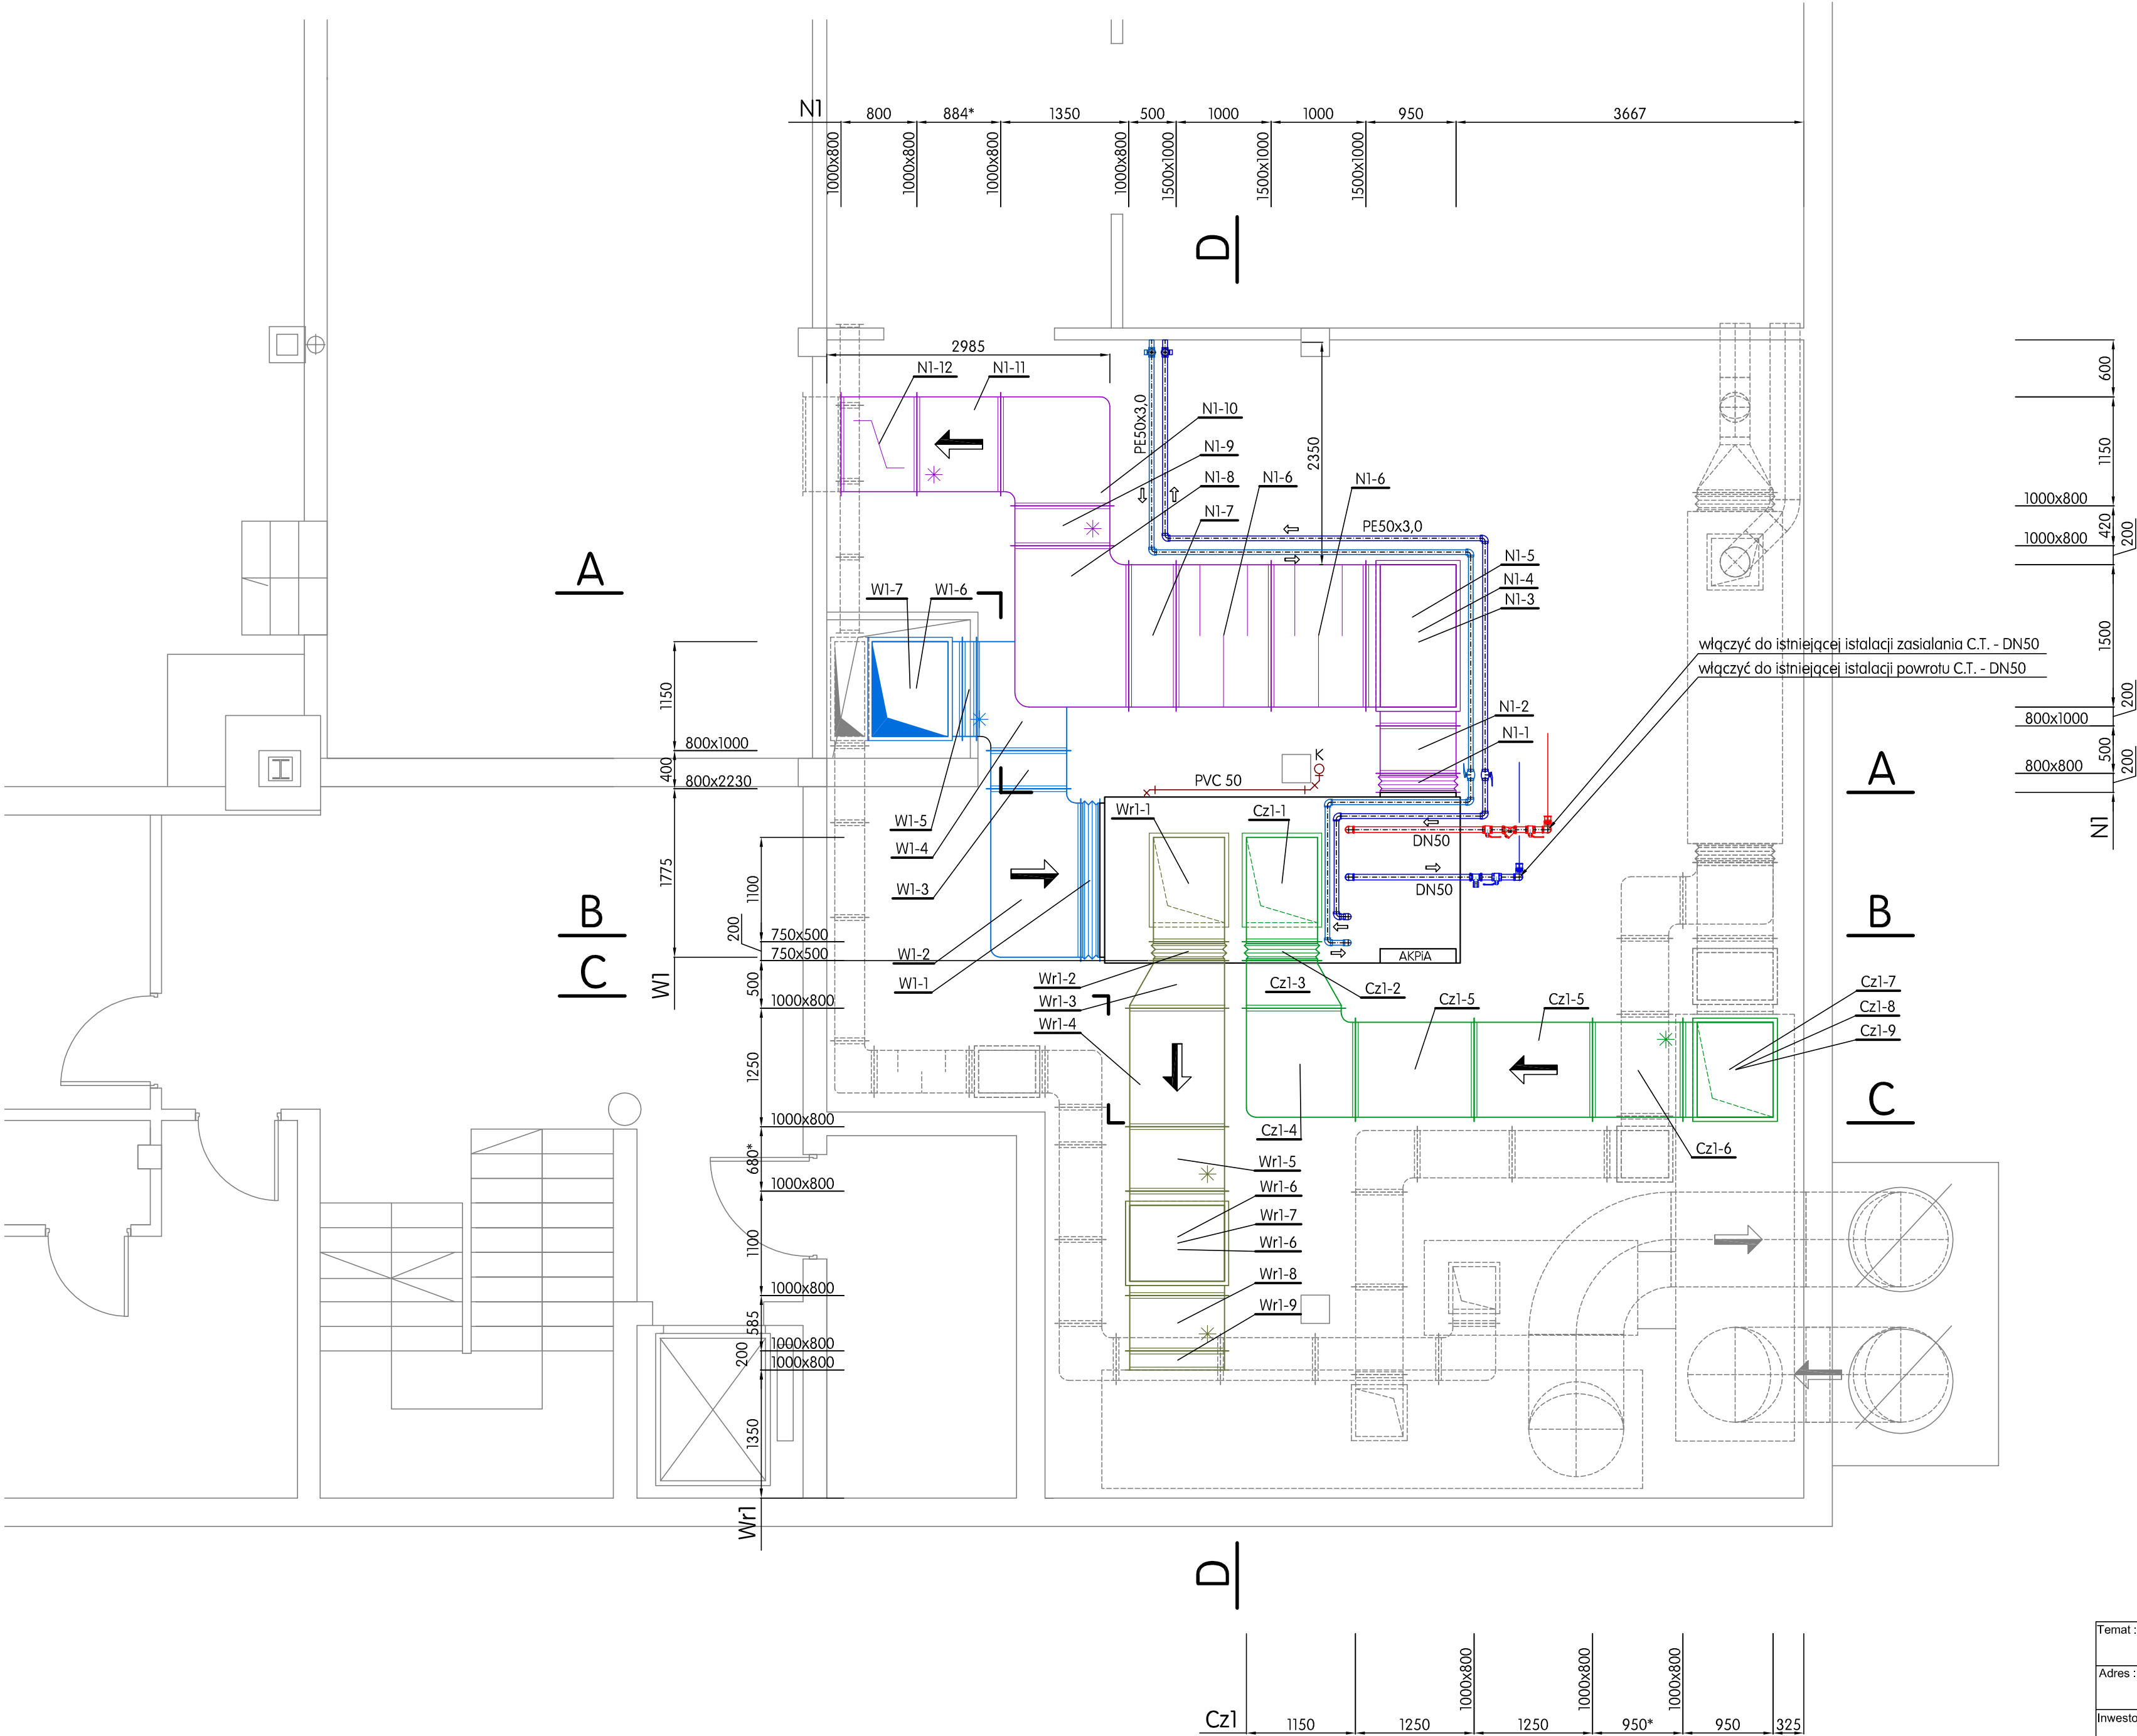 N1
800 884* 1350 500 1000 1000 950 3667
1000x800 1000x800 1000x800 1000x800 1500x1000 1500x1000 1500x1000
D
2985
N1-12 N1-11
N1-10
N1-9
N1-8 N1-6 N1-6
N1-7
PE50x3,0
2350
PE50x3,0
N1-5
N1-4
N1-3
N1-2
N1-1
600
1150
1000x800
420
1000x800
200
1500
200
800x1000
500
800x800
200
N1
A
W1-7 W1-6
włączyć do istniejącej istalacji zasialania C.T. - DN50
włączyć do istniejącej istalacji powrotu C.T. - DN50
1150
800x1000
400
800x2230
1775
W1
K
PVC 50
A
Wr1-1 Cz1-1
W1-5
W1-4
W1-3
W1-2
W1-1
DN50
DN50
AKPiA
B
C
B
C
1100
200
750x500
750x500
500
1000x800
1250
1000x800
680*
1000x800
1100
1000x800
585
1000x800
200
1000x800
1350
Wr1
Wr1-2
Wr1-3
Wr1-4
Cz1-3 Cz1-2
Cz1-5 Cz1-5
Cz1-7
Cz1-8
Cz1-9
Cz1-4
Cz1-6
Wr1-5
Wr1-6
Wr1-7
Wr1-6
Wr1-8
Wr1-9
D
1000x800 1000x800 1000x800
Cz1
1150 1250 1250 950* 950 325
Temat :
Adres :
Inwesto